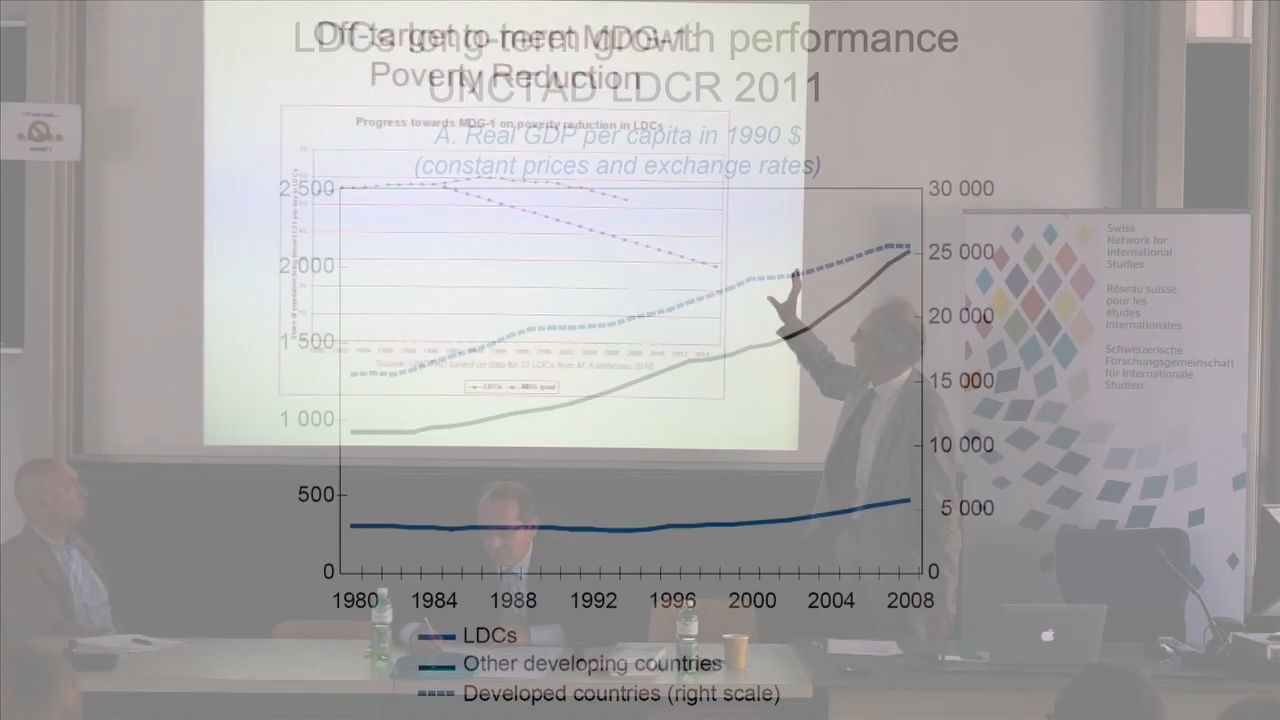 Off-target to meet MDG-1:
Poverty Reduction
LDCs long-term growth performance
UNCTAD LDCR 2011
Progress towards MDG-1 on poverty reduction in LDCs
A. Real GDP per capita in 1990 $
(constant prices and exchange rates)
2 500
2 000
1 500
1 000
500
0
30 000
25 000
20 000
15 000
10 000
5 000
0
1980 1984 1988 1992 1996 2000 2004 2008
LDCs
Other developing countries
Developed countries (right scale)
LDCs MDG goal
Swiss
Network for
International
Studies
Réseau suisse
pour les
études
internationales
Schweizerische
Forschungsgemeinschaft
für Internationale
Studien